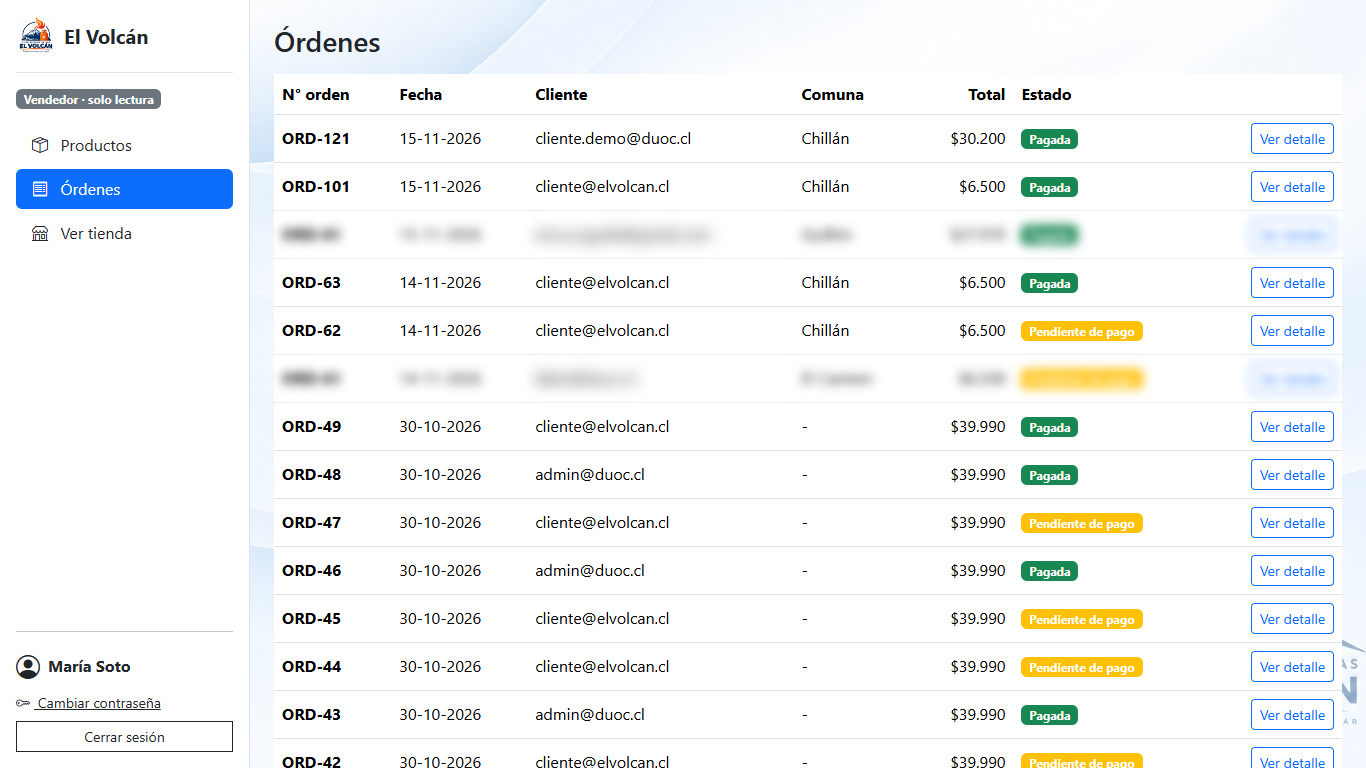 EL VOLCÁN
El Volcán
Vendedor · solo lectura
Productos
Órdenes
Ver tienda
María Soto
Cambiar contraseña
Cerrar sesión
Órdenes
N° orden Fecha Cliente Comuna Total Estado
ORD-121 15-11-2026 cliente.demo@duoc.cl Chillán $30.200 Pagada Ver detalle
ORD-101 15-11-2026 cliente@elvolcan.cl Chillán $6.500 Pagada Ver detalle
ORD-63 14-11-2026 cliente@elvolcan.cl Chillán $6.500 Pagada Ver detalle
ORD-62 14-11-2026 cliente@elvolcan.cl Chillán $6.500 Pendiente de pago Ver detalle
ORD-49 30-10-2026 cliente@elvolcan.cl - $39.990 Pagada Ver detalle
ORD-48 30-10-2026 admin@duoc.cl - $39.990 Pagada Ver detalle
ORD-47 30-10-2026 cliente@elvolcan.cl - $39.990 Pendiente de pago Ver detalle
ORD-46 30-10-2026 admin@duoc.cl - $39.990 Pagada Ver detalle
ORD-45 30-10-2026 cliente@elvolcan.cl - $39.990 Pendiente de pago Ver detalle
ORD-44 30-10-2026 cliente@elvolcan.cl - $39.990 Pendiente de pago Ver detalle
ORD-43 30-10-2026 admin@duoc.cl - $39.990 Pagada Ver detalle
ORD-42 30-10-2026 cliente@elvolcan.cl - $39.990 Pendiente de pago Ver detalle